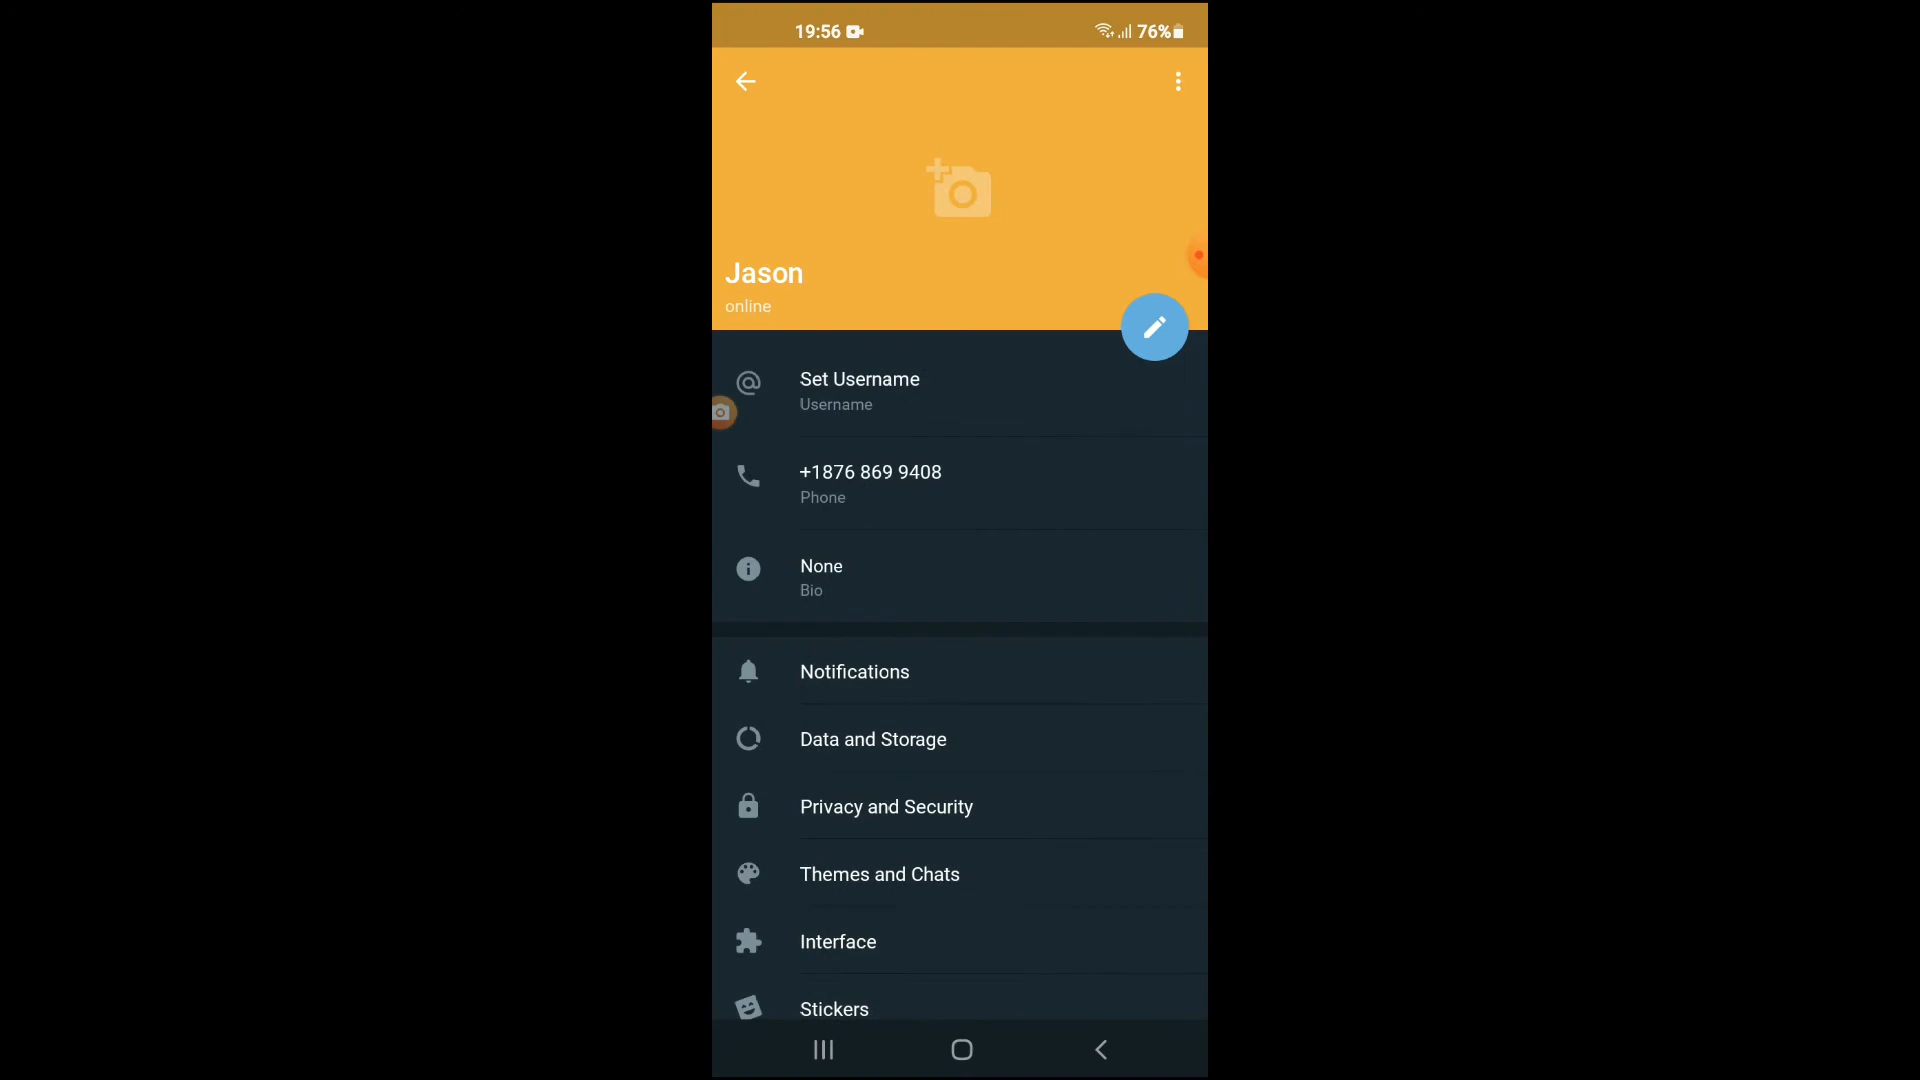 19:56
76%
Jason
online
Set Username
Username
+1876 869 9408
Phone
None
Bio
Notifications
Data and Storage
Privacy and Security
Themes and Chats
Interface
Stickers